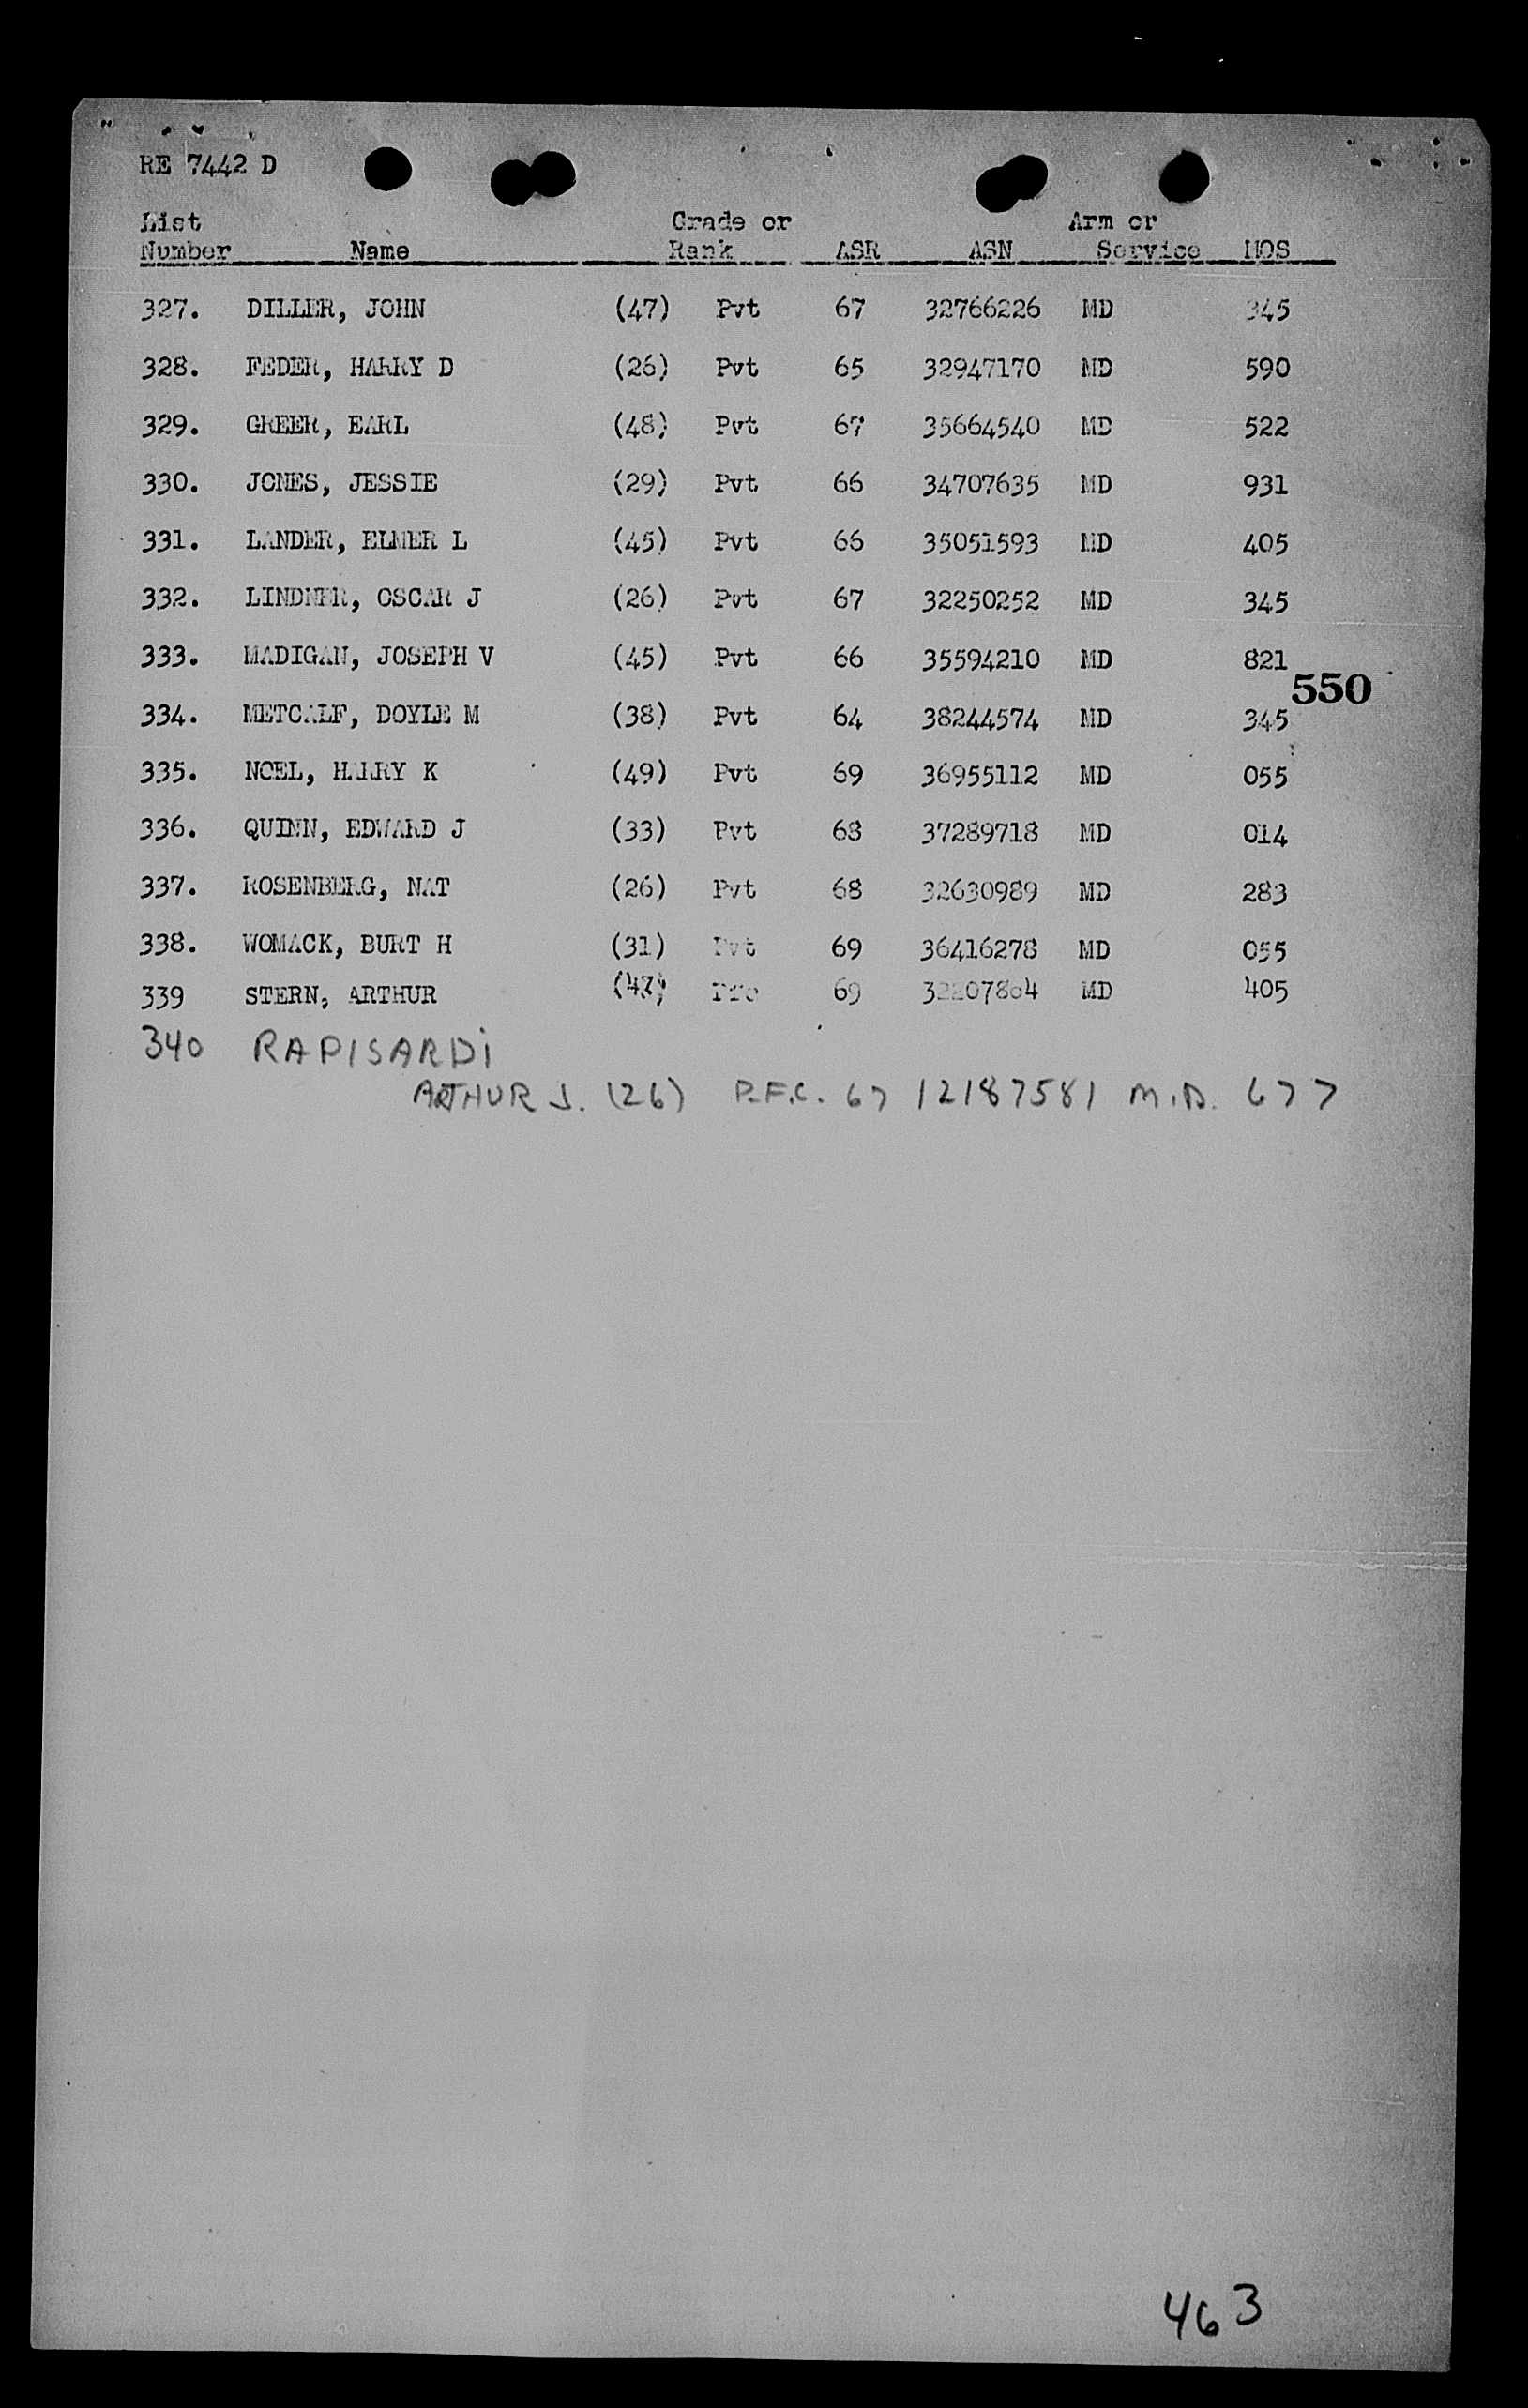 RE 7442 D
List Grade or Arm or
Number Name Rank ASR ASN Service MOS
327. DILLER, JOHN (47) Pvt 67 32766226 MD 345
328. FEDER, HARRY D (26) Pvt 65 32947170 MD 590
329. GREER, EARL (48) Pvt 67 35664540 MD 522
330. JONES, JESSIE (29) Pvt 66 34707635 MD 931
331. LANDER, ELMER L (45) Pvt 66 35051593 MD 405
332. LINDNER, OSCAR J (26) Pvt 67 32250252 MD 345
333. MADIGAN, JOSEPH V (45) Pvt 66 35594210 MD 821
550
334. METCALF, DOYLE M (38) Pvt 64 38244574 MD 345
335. NOEL, HARRY K (49) Pvt 69 36955112 MD 055
336. QUINN, EDWARD J (33) Pvt 68 37289718 MD 014
337. ROSENBERG, NAT (26) Pvt 68 32630989 MD 283
338. WOMACK, BURT H (31) Pvt 69 36416278 MD 055
339 STERN, ARTHUR 69 MD 405
340 RAPISARDI
ARTHUR J. (26) P.F.C. 67 12187581 M.D. 677
463